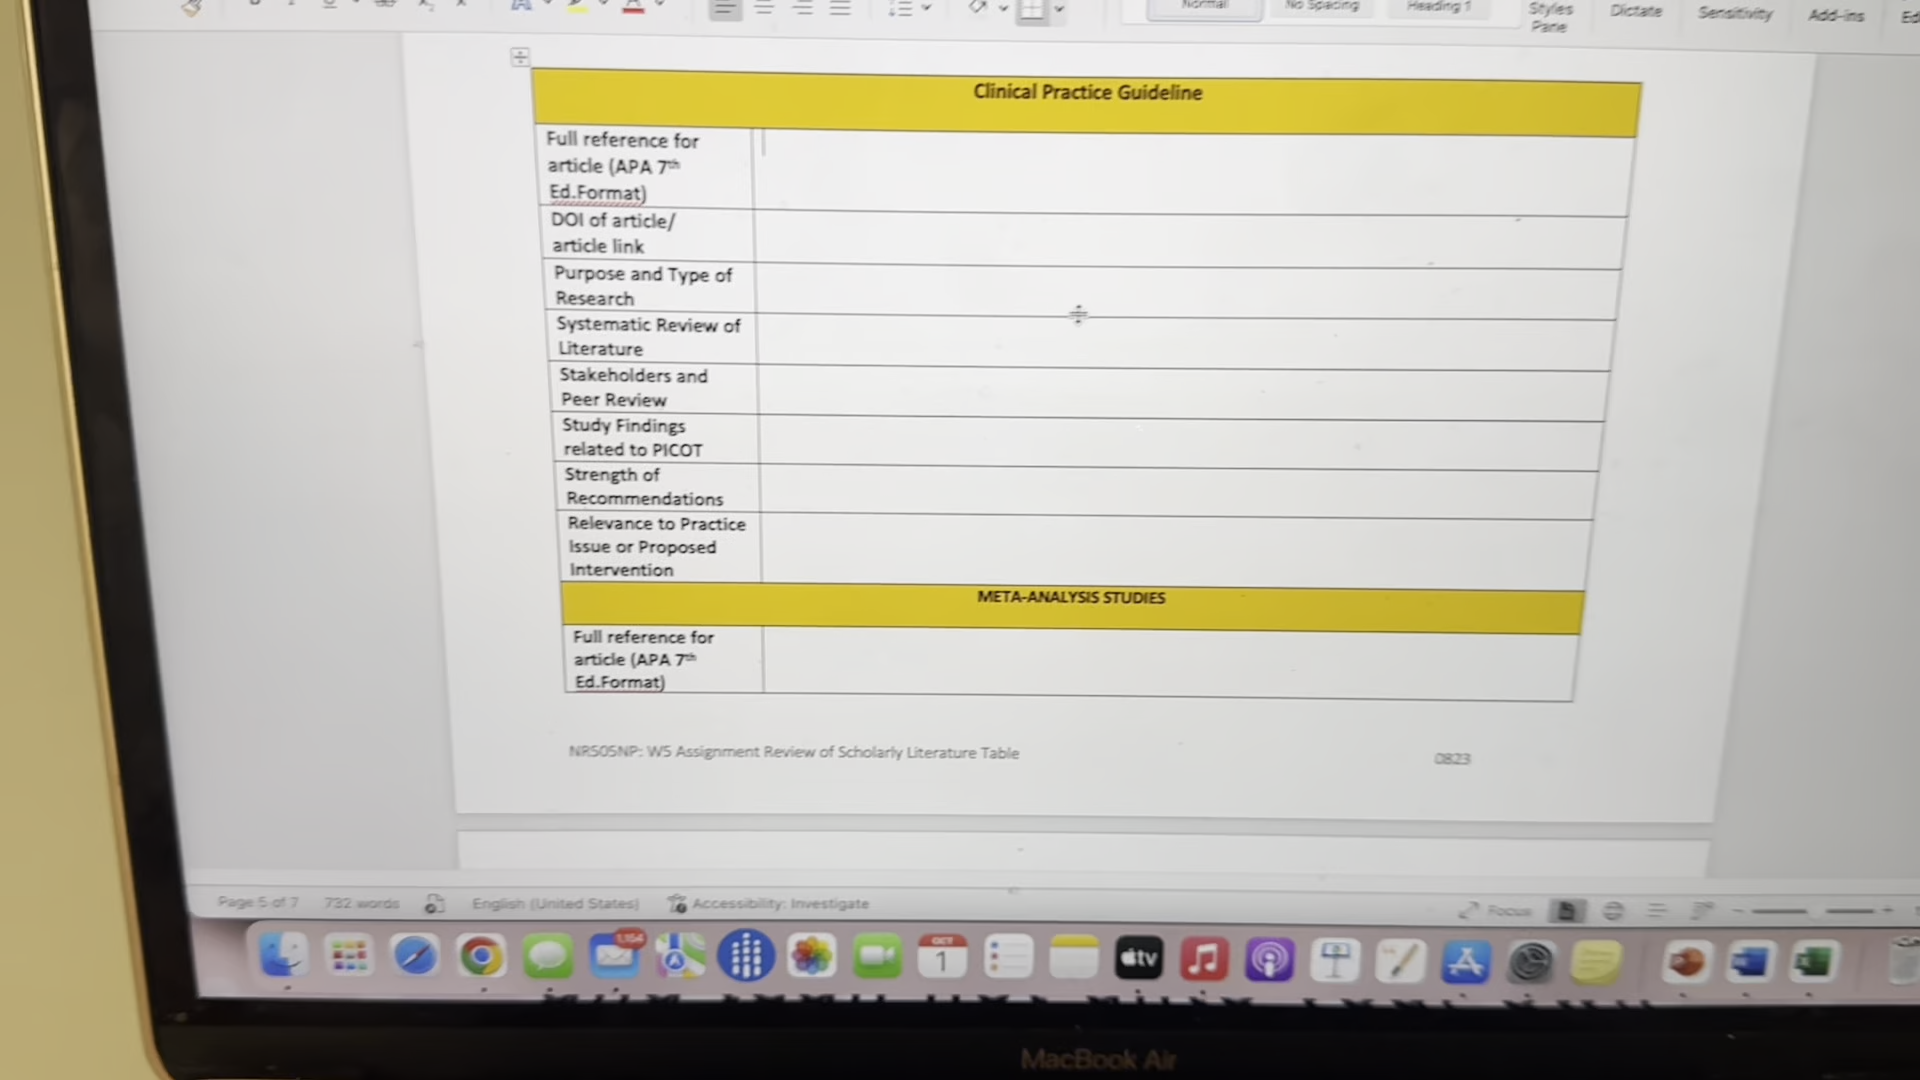 Normal
No Spacing
Heading 1
Styles
Pane
Dictate
Sensitivity
Add-ins
Clinical Practice Guideline
Full reference for
article (APA 7th
Ed.Format)
DOI of article/
article link
Purpose and Type of
Research
Systematic Review of
Literature
Stakeholders and
Peer Review
Study Findings
related to PICOT
Strength of
Recommendations
Relevance to Practice
Issue or Proposed
Intervention
META-ANALYSIS STUDIES
Full reference for
article (APA 7th
Ed.Format)
NR505NP: W5 Assignment Review of Scholarly Literature Table
0823
Page 5 of 7
732 words
English (United States)
Accessibility: Investigate
Focus
OCT
1
tv
MacBook Air